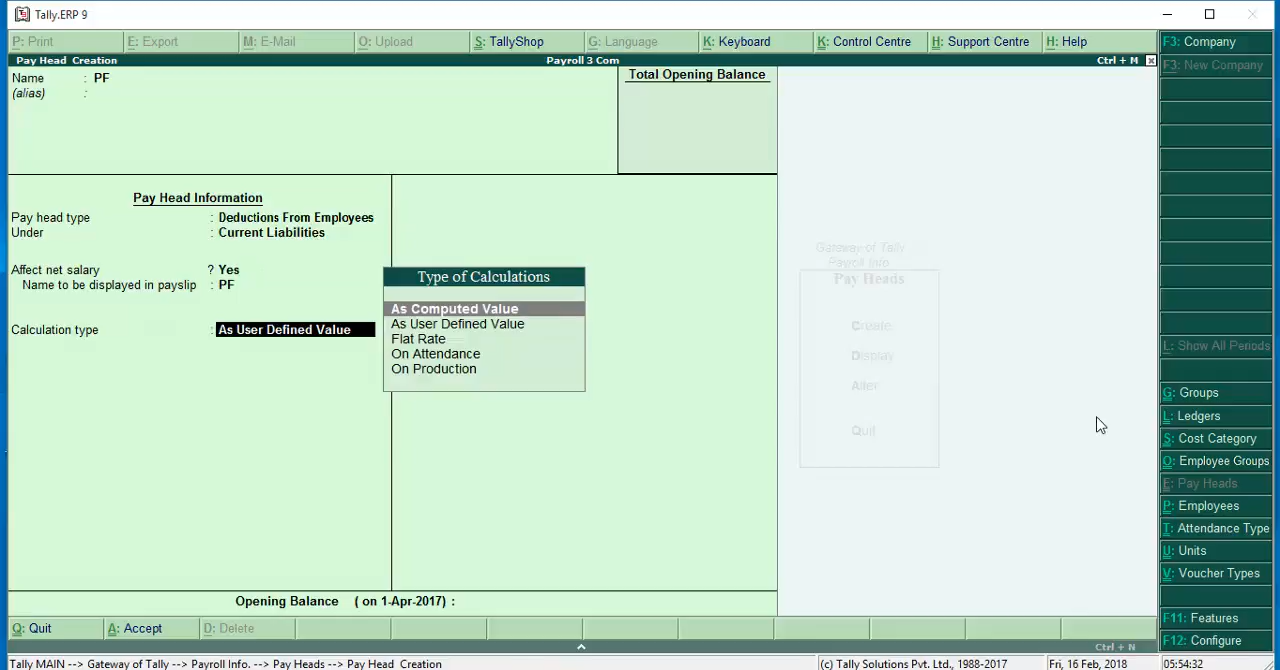 Tally.ERP 9
P: Print E: Export M: E-Mail O: Upload S: TallyShop G: Language K: Keyboard K: Control Centre H: Support Centre H: Help
F3: Company
Pay Head Creation Payroll 3 Com Ctrl + M
F3: New Company
Name : PF
(alias) :
Total Opening Balance
Pay Head Information
Pay head type : Deductions From Employees
Under : Current Liabilities
Affect net salary ? Yes
Name to be displayed in payslip : PF
Calculation type : As User Defined Value
Type of Calculations
As Computed Value
As User Defined Value
Flat Rate
On Attendance
On Production
Gateway of Tally
Payroll Info.
Pay Heads
Create
Display
Alter
Quit
L: Show All Periods
G: Groups
L: Ledgers
S: Cost Category
O: Employee Groups
E: Pay Heads
P: Employees
T: Attendance Type
U: Units
V: Voucher Types
F11: Features
F12: Configure
Opening Balance ( on 1-Apr-2017) :
Q: Quit A: Accept D: Delete
Ctrl + N
Tally MAIN --> Gateway of Tally --> Payroll Info. --> Pay Heads --> Pay Head Creation (c) Tally Solutions Pvt. Ltd., 1988-2017 Fri, 16 Feb, 2018 05:54:32